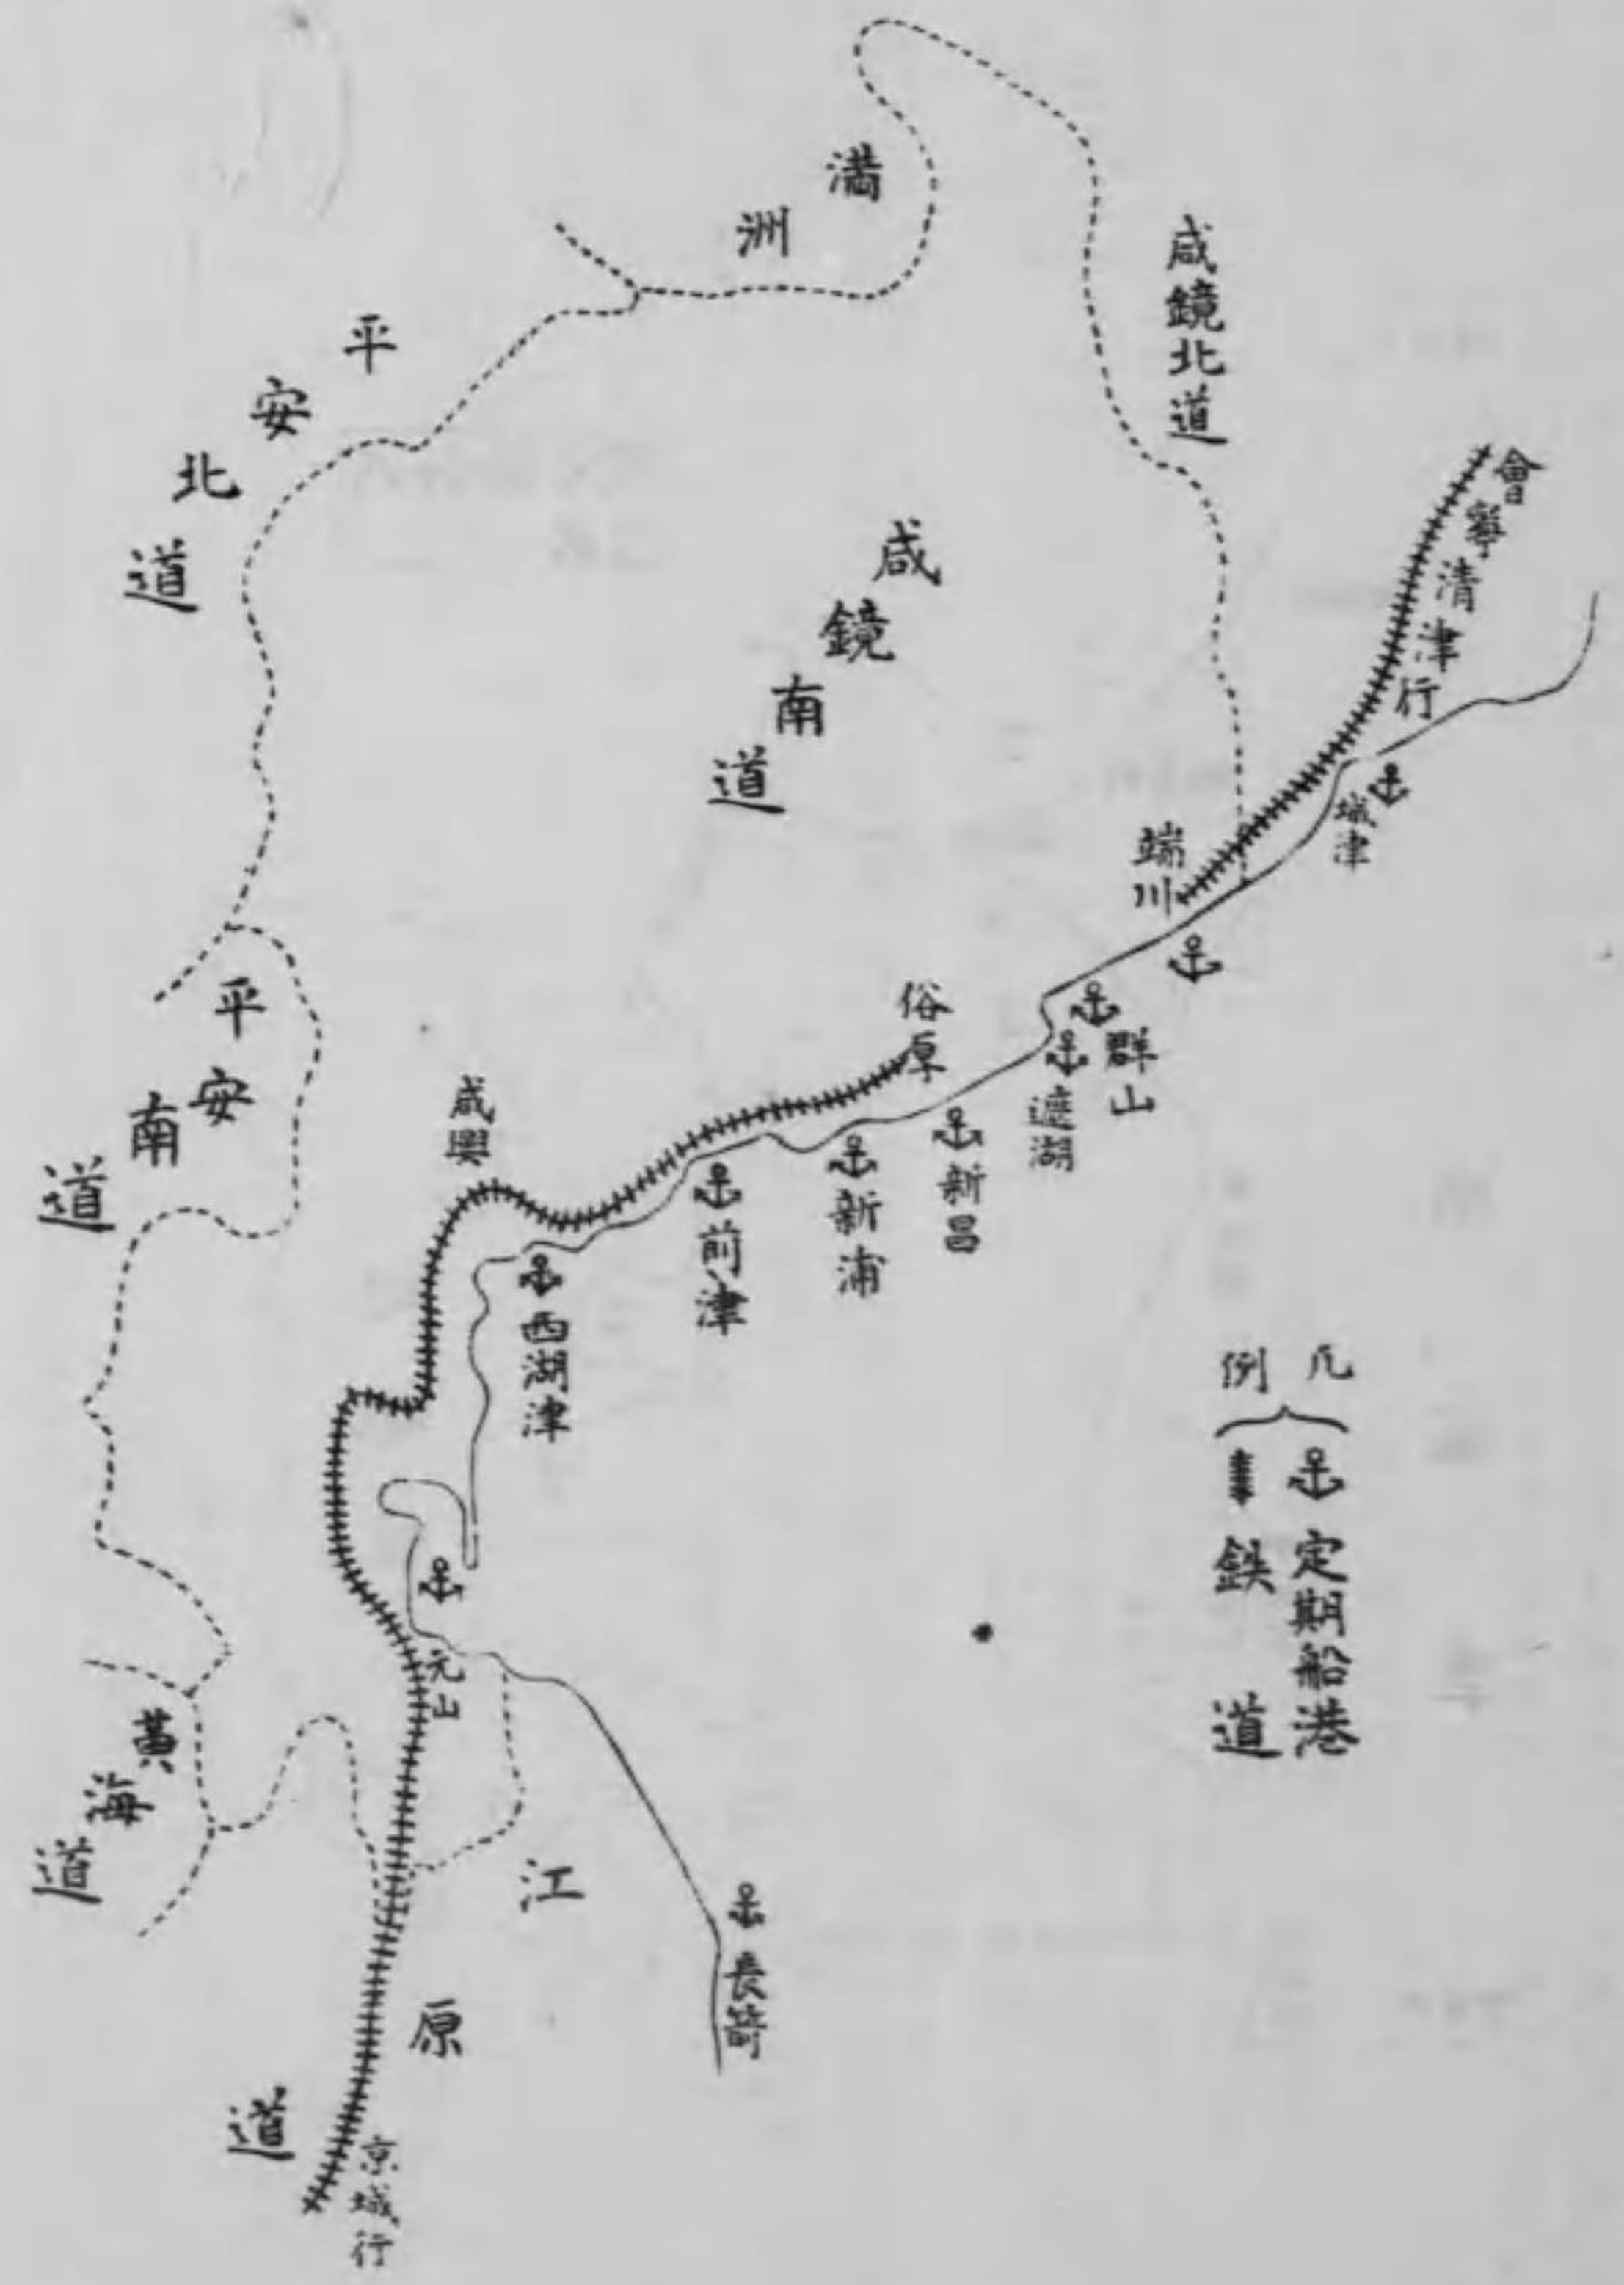 満洲
咸鏡北道
平安北道
咸鏡南道
會寧清津行
城津
端川
俗厚
群山
遮湖
新昌
新浦
前津
西湖津
咸興
平安南道
元山
黄海道
江原道
長箭
京城行
凡例
定期船港
鉄道